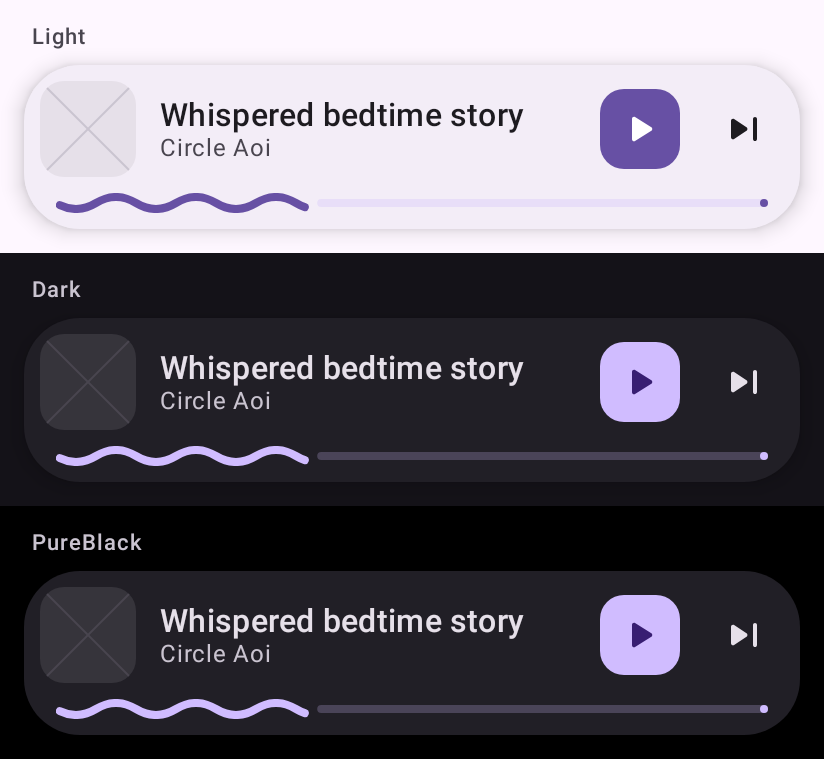 Light
Whispered bedtime story
Circle Aoi
Dark
Whispered bedtime story
Circle Aoi
PureBlack
Whispered bedtime story
Circle Aoi